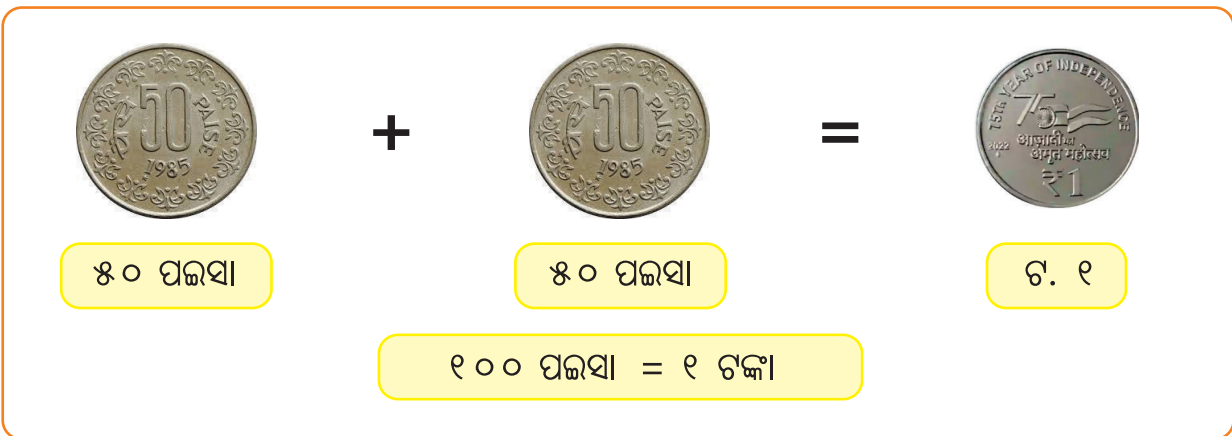 50 PAISE पैसे 1985 + 50 PAISE पैसे 1985 = 75TH YEAR OF INDEPENDENCE
75
2022
आज़ादी का
अमृत महोत्सव
₹ 1
୫୦ ପଇସା ୫୦ ପଇସା ଟ. ୧
୧୦୦ ପଇସା = ୧ ଟଙ୍କା